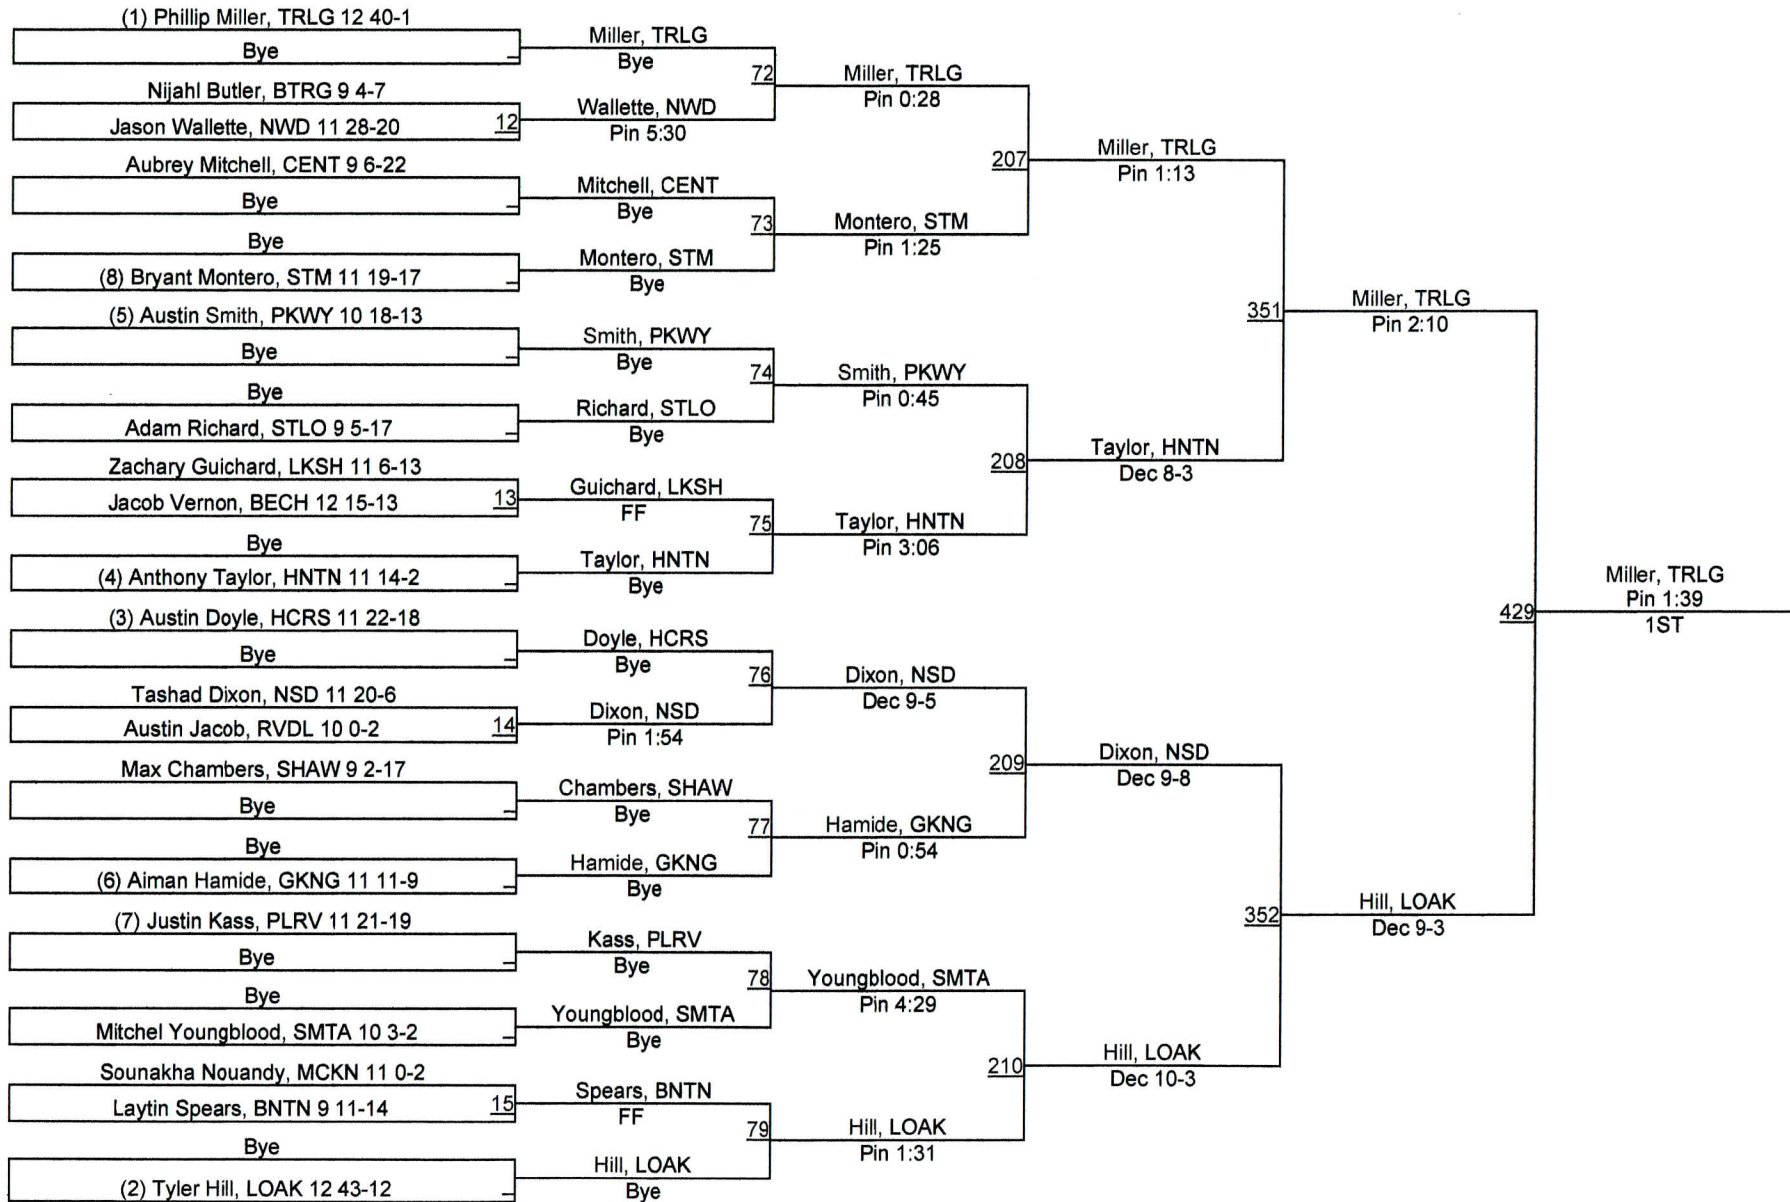 (1) Phillip Miller, TRLG 12 40-1
Bye
Nijahl Butler, BTRG 9 4-7
Jason Wallette, NWD 11 28-20
12
Aubrey Mitchell, CENT 9 6-22
Bye
Bye
(8) Bryant Montero, STM 11 19-17
(5) Austin Smith, PKWY 10 18-13
Bye
Bye
Adam Richard, STLO 9 5-17
Zachary Guichard, LKSH 11 6-13
Jacob Vernon, BECH 12 15-13
13
Bye
(4) Anthony Taylor, HNTN 11 14-2
(3) Austin Doyle, HCRS 11 22-18
Bye
Tashad Dixon, NSD 11 20-6
Austin Jacob, RVDL 10 0-2
14
Max Chambers, SHAW 9 2-17
Bye
Bye
(6) Aiman Hamide, GKNG 11 11-9
(7) Justin Kass, PLRV 11 21-19
Bye
Bye
Mitchel Youngblood, SMTA 10 3-2
Sounakha Nouandy, MCKN 11 0-2
Laytin Spears, BNTN 9 11-14
15
Bye
(2) Tyler Hill, LOAK 12 43-12
Miller, TRLG
Bye
72
Wallette, NWD
Pin 5:30
Mitchell, CENT
Bye
73
Montero, STM
Bye
Smith, PKWY
Bye
74
Richard, STLO
Bye
Guichard, LKSH
FF
75
Taylor, HNTN
Bye
Doyle, HCRS
Bye
76
Dixon, NSD
Pin 1:54
Chambers, SHAW
Bye
77
Hamide, GKNG
Bye
Kass, PLRV
Bye
78
Youngblood, SMTA
Bye
Spears, BNTN
FF
79
Hill, LOAK
Bye
Miller, TRLG
Pin 0:28
207
Montero, STM
Pin 1:25
Smith, PKWY
Pin 0:45
208
Taylor, HNTN
Pin 3:06
Dixon, NSD
Dec 9-5
209
Hamide, GKNG
Pin 0:54
Youngblood, SMTA
Pin 4:29
210
Hill, LOAK
Pin 1:31
Miller, TRLG
Pin 1:13
351
Taylor, HNTN
Dec 8-3
Dixon, NSD
Dec 9-8
352
Hill, LOAK
Dec 10-3
Miller, TRLG
Pin 2:10
429
Hill, LOAK
Dec 9-3
Miller, TRLG
Pin 1:39
1ST